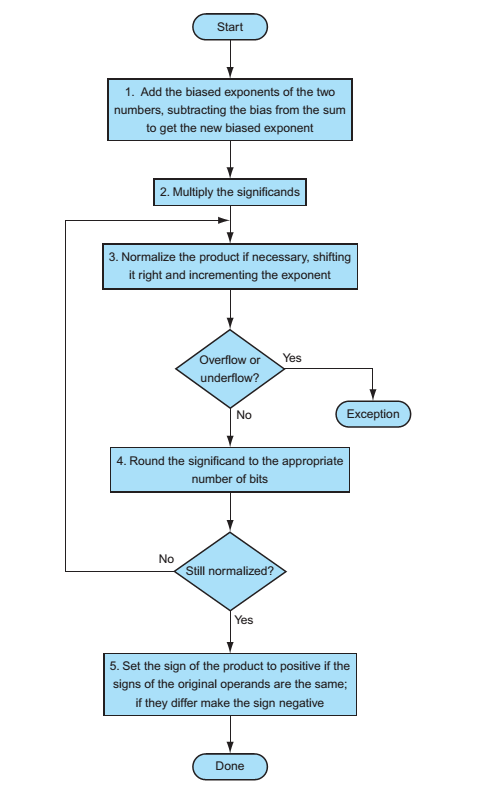 Start
1. Add the biased exponents of the two
numbers, subtracting the bias from the sum
to get the new biased exponent
2. Multiply the significands
3. Normalize the product if necessary, shifting
it right and incrementing the exponent
Overflow or
underflow?
Yes
Exception
No
4. Round the significand to the appropriate
number of bits
Still normalized?
No
Yes
5. Set the sign of the product to positive if the
signs of the original operands are the same;
if they differ make the sign negative
Done